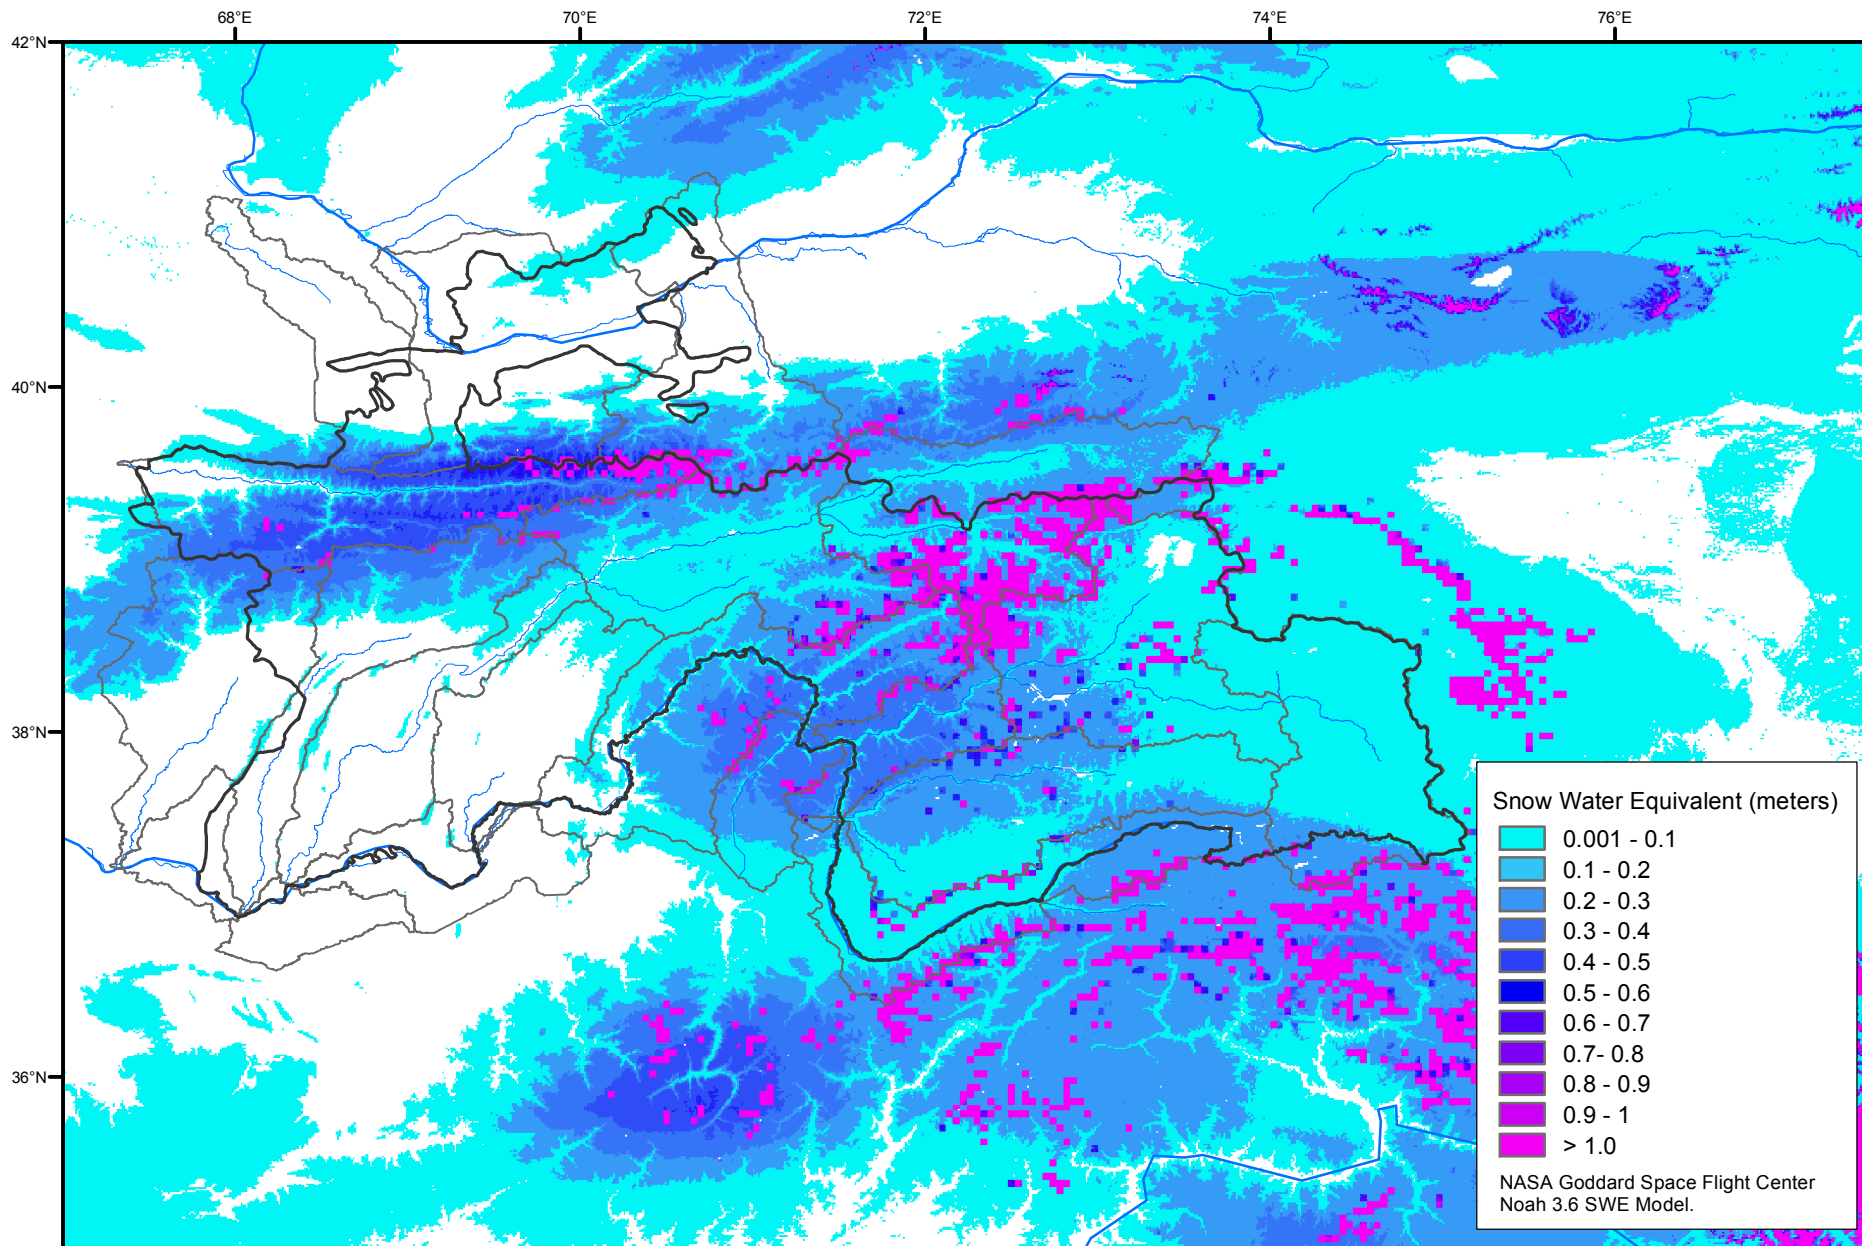 68°E 70°E 72°E 74°E 76°E
42°N
40°N
38°N
36°N
Snow Water Equivalent (meters)
0.001 - 0.1
0.1 - 0.2
0.2 - 0.3
0.3 - 0.4
0.4 - 0.5
0.5 - 0.6
0.6 - 0.7
0.7- 0.8
0.8 - 0.9
0.9 - 1
> 1.0
NASA Goddard Space Flight Center
Noah 3.6 SWE Model.